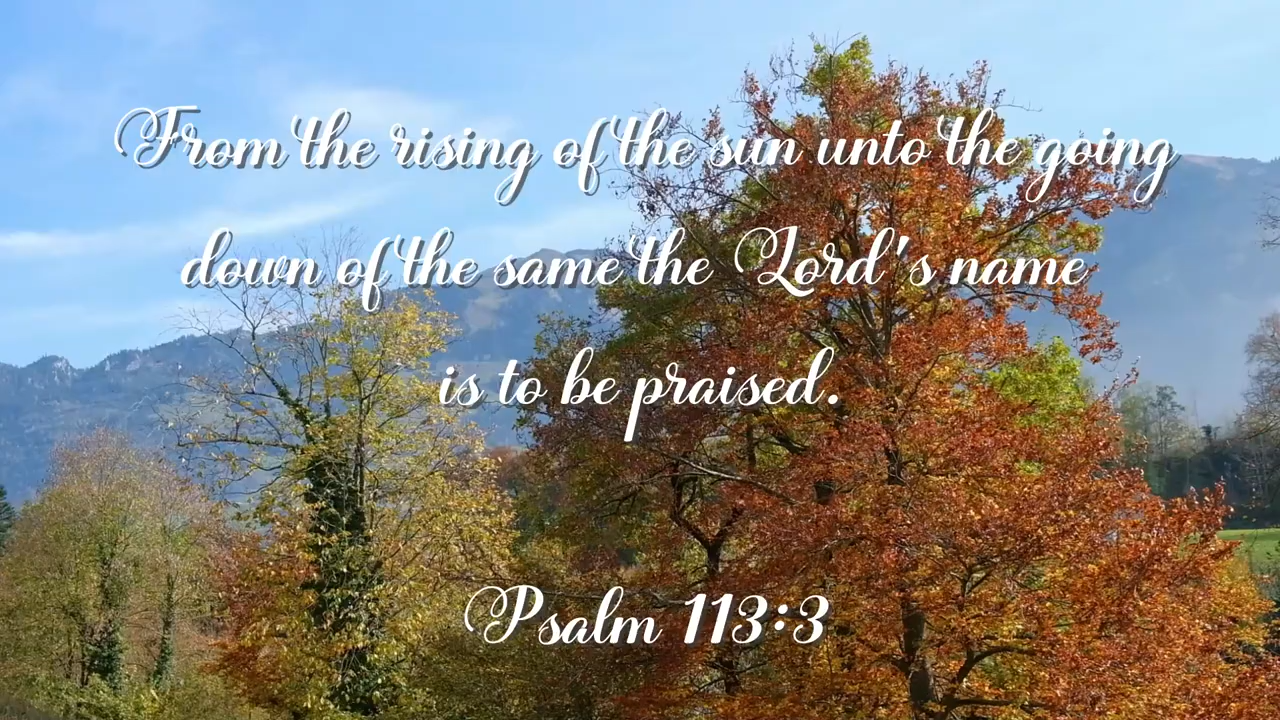 From the rising of the sun unto the going
down of the same the Lord's name
is to be praised.
Psalm 113:3